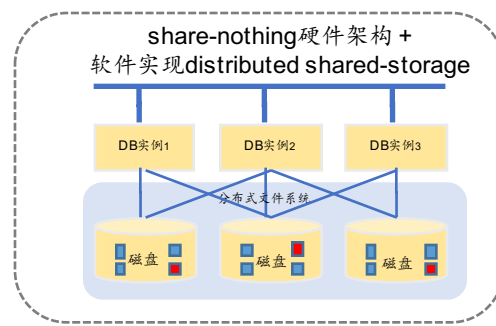 share-nothing硬件架构 +
软件实现distributed shared-storage
DB实例1
DB实例2
DB实例3
分布式文件系统
磁盘
磁盘
磁盘